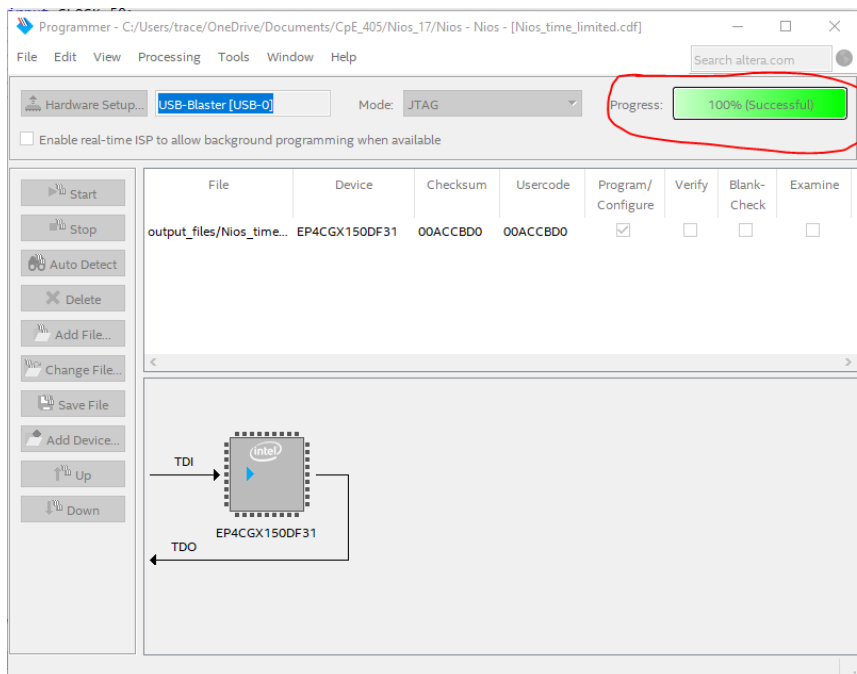 Programmer - C:/Users/trace/OneDrive/Documents/CpE_405/Nios_17/Nios - Nios - [Nios_time_limited.cdf]
File Edit View Processing Tools Window Help
Search altera.com
Hardware Setup... USB-Blaster [USB-0] Mode: JTAG Progress: 100% (Successful)
Enable real-time ISP to allow background programming when available
Start
Stop
Auto Detect
Delete
Add File...
Change File...
Save File
Add Device...
Up
Down
File Device Checksum Usercode Program/ Verify Blank- Examine
Configure Check
output_files/Nios_time... EP4CGX150DF31 00ACCBD0 00ACCBD0
TDI
intel
EP4CGX150DF31
TDO